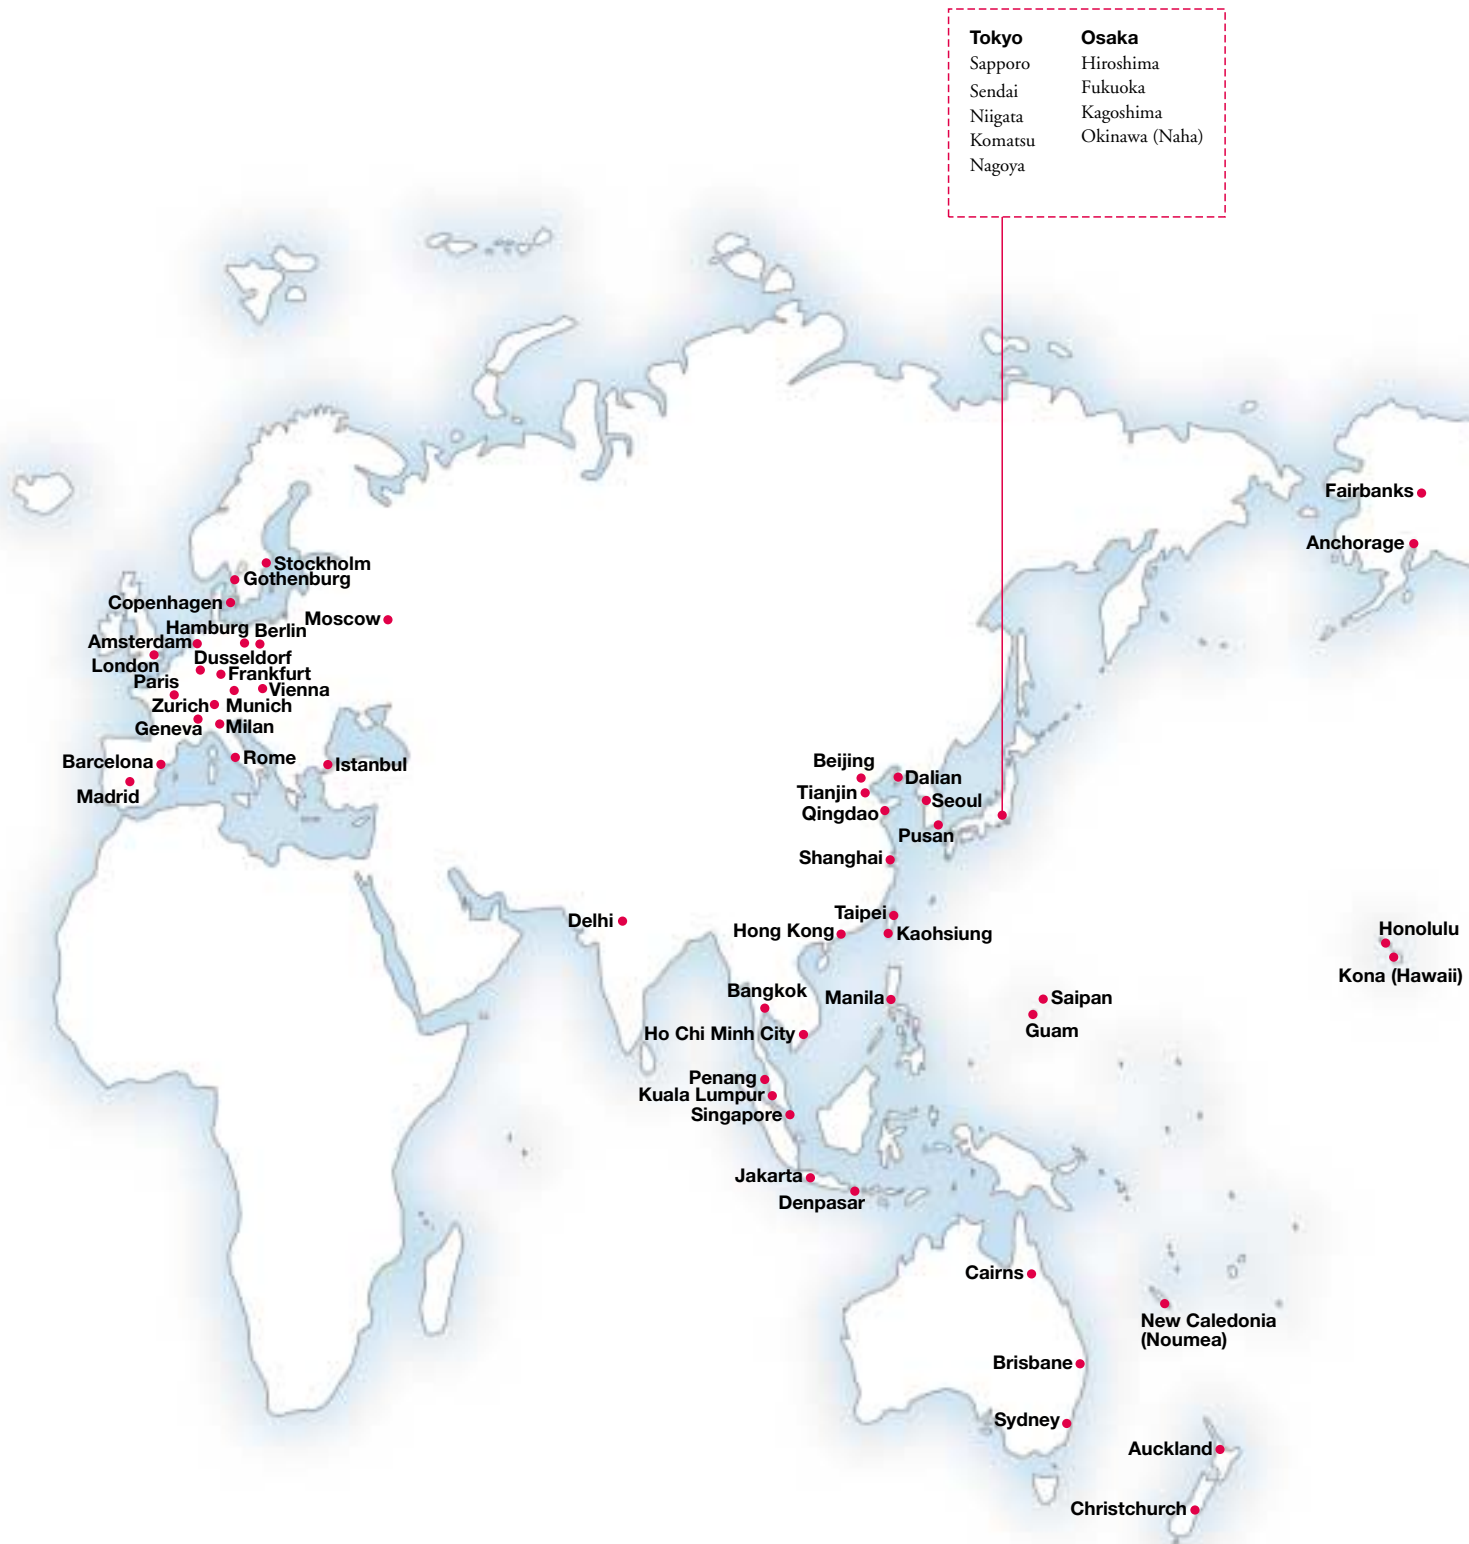 Tokyo
Sapporo
Sendai
Niigata
Komatsu
Nagoya
Osaka
Hiroshima
Fukuoka
Kagoshima
Okinawa (Naha)
Fairbanks
Anchorage
Stockholm
Gothenburg
Copenhagen
Moscow
Hamburg
Berlin
Amsterdam
London
Dusseldorf
Frankfurt
Paris
Vienna
Zurich
Munich
Geneva
Milan
Barcelona
Rome
Istanbul
Madrid
Beijing
Dalian
Tianjin
Seoul
Qingdao
Pusan
Shanghai
Taipei
Delhi
Hong Kong
Kaohsiung
Honolulu
Kona (Hawaii)
Bangkok
Manila
Saipan
Guam
Ho Chi Minh City
Penang
Kuala Lumpur
Singapore
Jakarta
Denpasar
Cairns
New Caledonia
(Noumea)
Brisbane
Sydney
Auckland
Christchurch